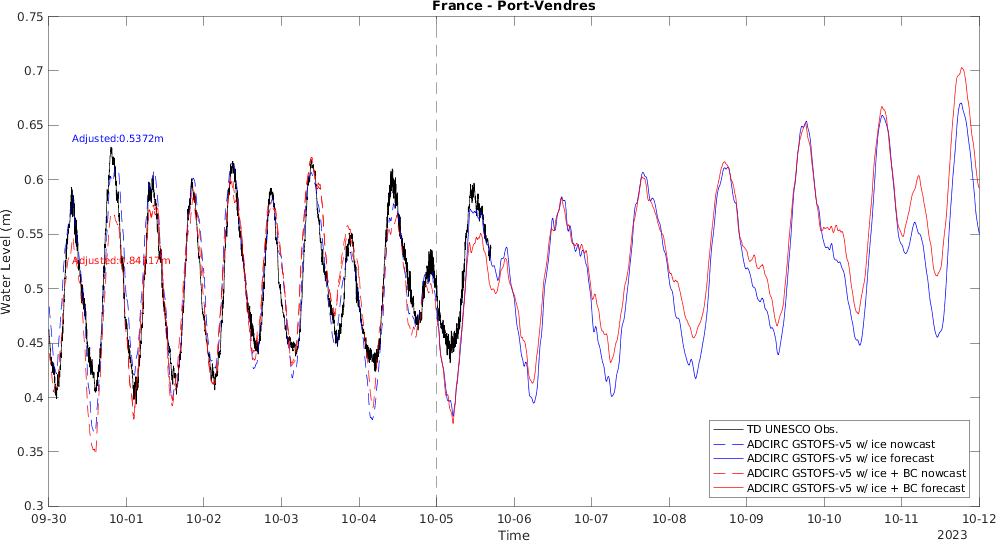 France - Port-Vendres
0.75
0.7
0.65
0.6
0.55
0.5
0.45
0.4
0.35
0.3
Water Level (m)
Adjusted:0.5372m
TD UNESCO Obs.
ADCIRC GSTOFS-v5 w/ ice nowcast
ADCIRC GSTOFS-v5 w/ ice forecast
ADCIRC GSTOFS-v5 w/ ice + BC nowcast
ADCIRC GSTOFS-v5 w/ ice + BC forecast
09-30 10-01 10-02 10-03 10-04 10-05 10-06 10-07 10-08 10-09 10-10 10-11 10-12
Time
2023